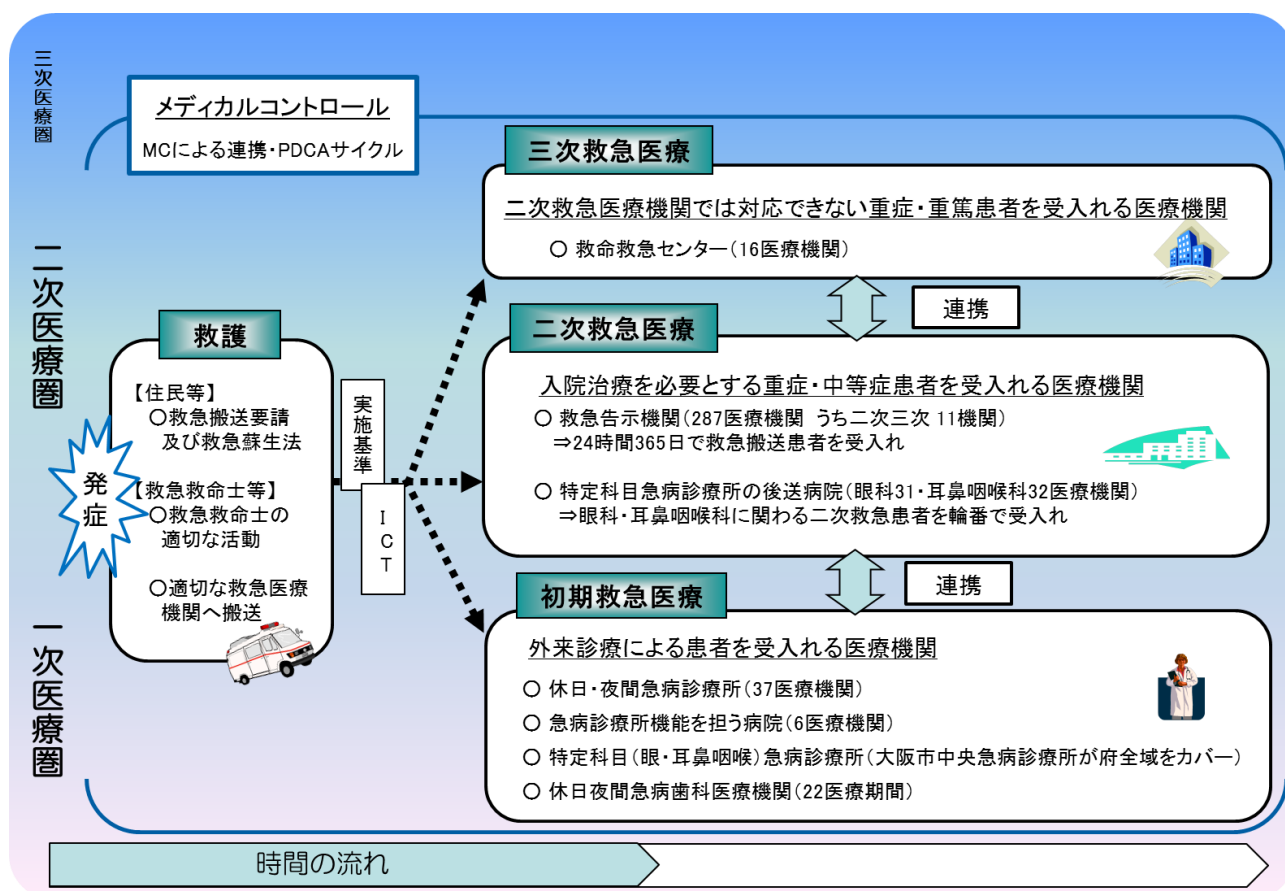 三次医療圏
メディカルコントロール
MCによる連携・PDCAサイクル
三次救急医療
二次救急医療機関では対応できない重症・重篤患者を受入れる医療機関
○ 救命救急センター(16医療機関)
連携
二次医療圏
救護
【住民等】
○救急搬送要請
及び救急蘇生法
発症
【救急救命士等】
○救急救命士の
適切な活動
○適切な救急医療
機関へ搬送
実施基準
ICT
二次救急医療
入院治療を必要とする重症・中等症患者を受入れる医療機関
○ 救急告示機関(287医療機関 うち二次三次 11機関)
⇒24時間365日で救急搬送患者を受入れ
○ 特定科目急病診療所の後送病院(眼科31・耳鼻咽喉科32医療機関)
⇒眼科・耳鼻咽喉科に関わる二次救急患者を輪番で受入れ
連携
一次医療圏
初期救急医療
外来診療による患者を受入れる医療機関
○ 休日・夜間急病診療所(37医療機関)
○ 急病診療所機能を担う病院(6医療機関)
○ 特定科目(眼・耳鼻咽喉)急病診療所(大阪市中央急病診療所が府全域をカバー)
○ 休日夜間急病歯科医療機関(22医療期間)
時間の流れ